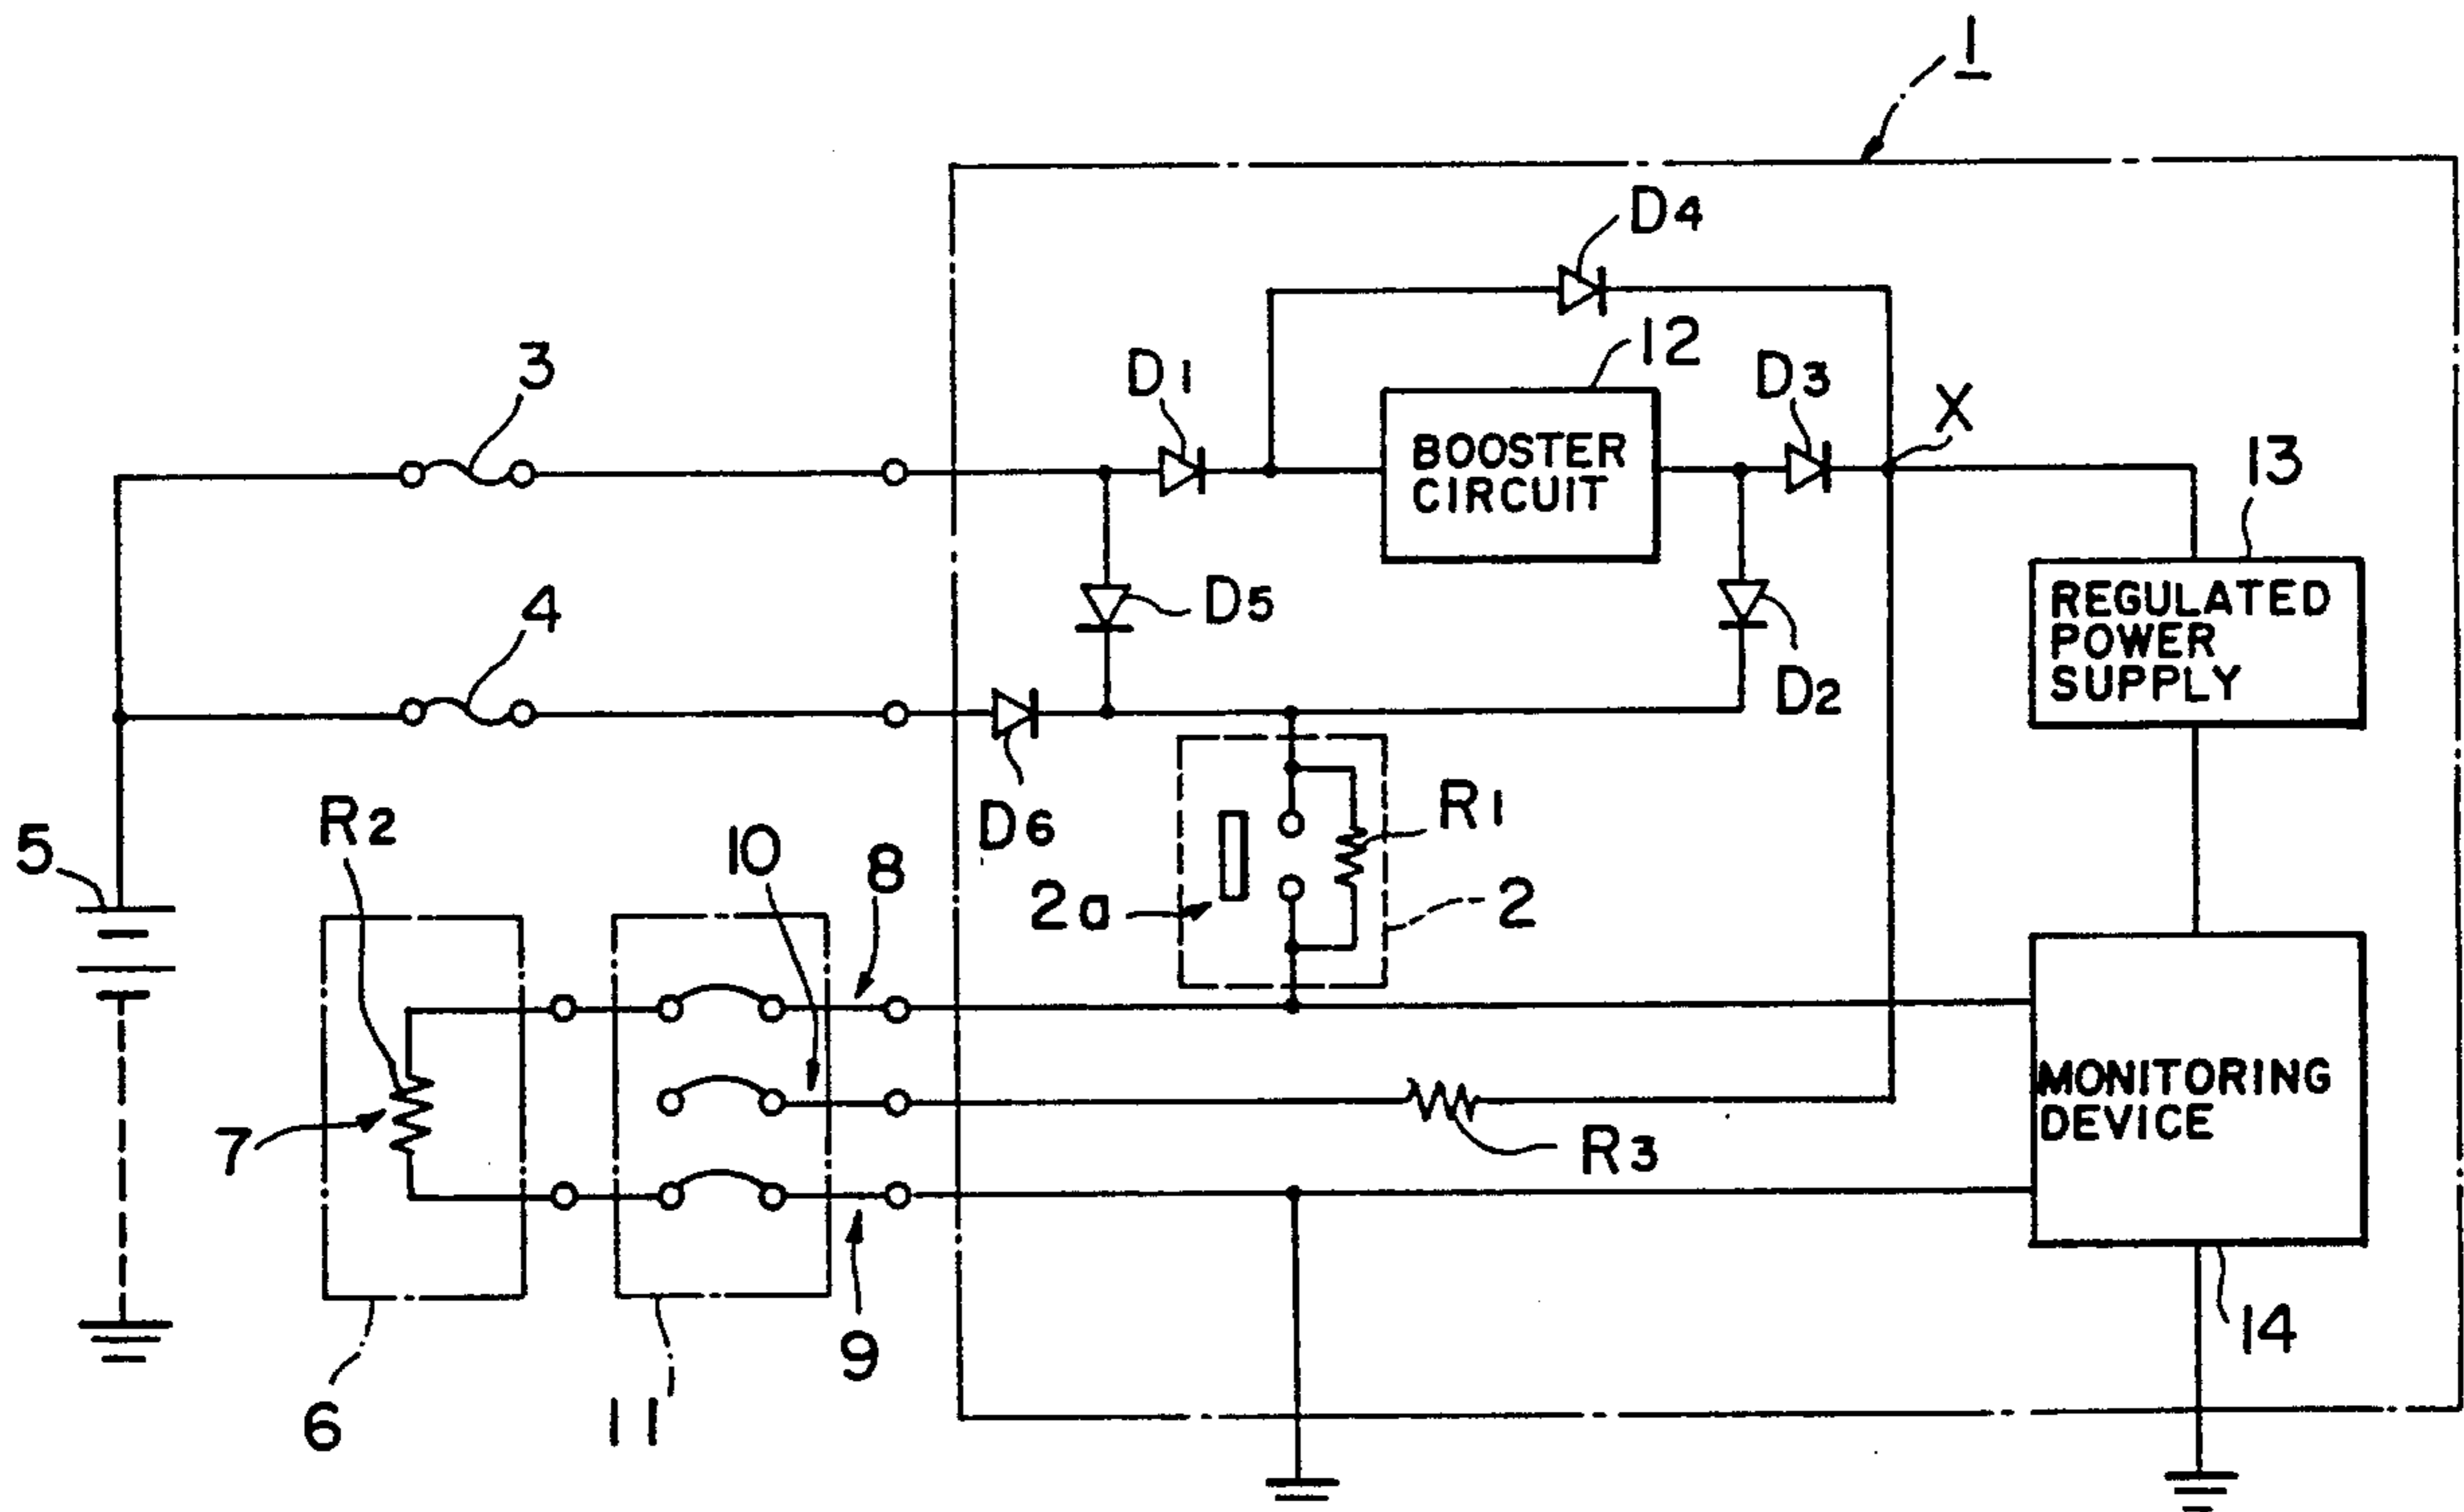 1
D4
12
3
D1
D3
X
BOOSTER
CIRCUIT
13
4
D5
REGULATED
POWER
SUPPLY
D2
D6
R2
R1
5
10
8
2a
2
7
MONITORING
DEVICE
R3
9
14
6
11